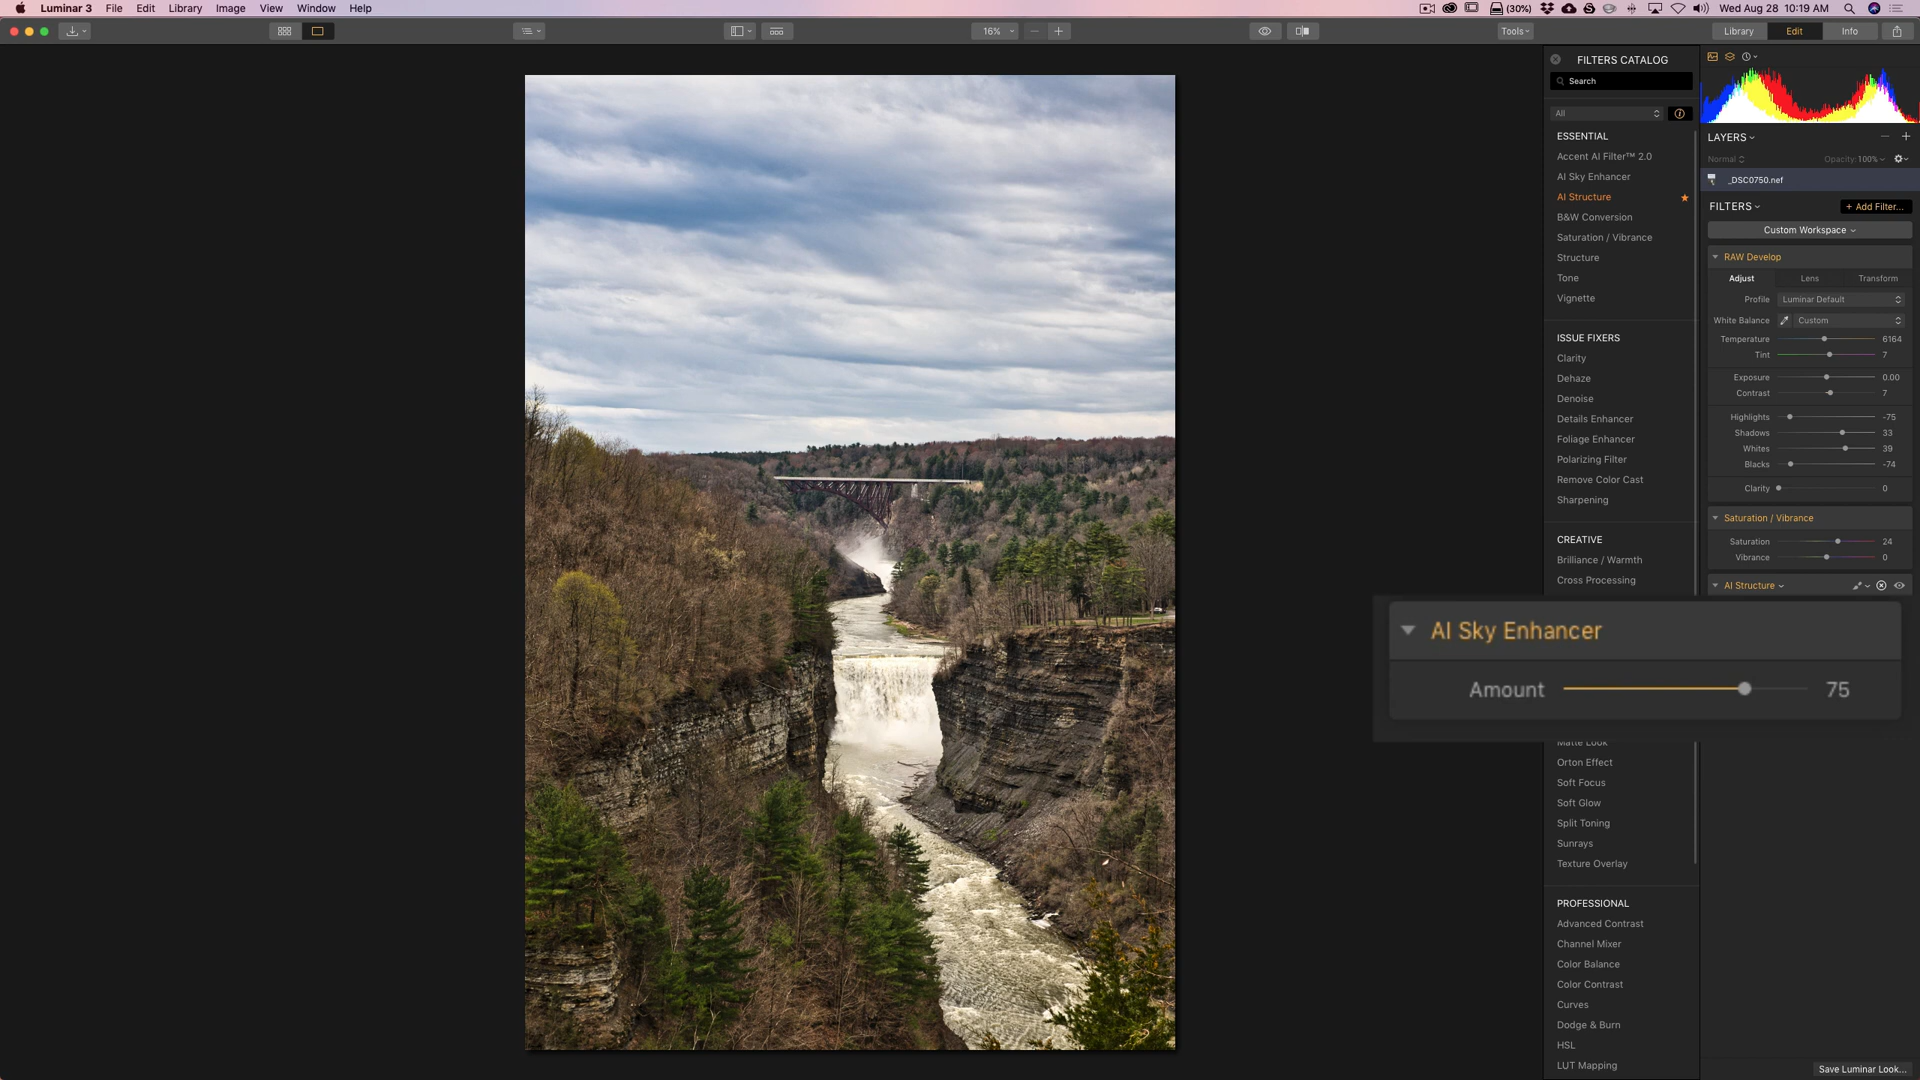 Luminar 3 File Edit Library Image View Window Help
(30%) Wed Aug 28 10:19 AM
16%
Tools
Library Edit Info
FILTERS CATALOG
Search
All
ESSENTIAL
Accent AI Filter™ 2.0
AI Sky Enhancer
AI Structure
B&W Conversion
Saturation / Vibrance
Structure
Tone
Vignette
ISSUE FIXERS
Clarity
Dehaze
Denoise
Details Enhancer
Foliage Enhancer
Polarizing Filter
Remove Color Cast
Sharpening
CREATIVE
Brilliance / Warmth
Cross Processing
Matte Look
Orton Effect
Soft Focus
Soft Glow
Split Toning
Sunrays
Texture Overlay
PROFESSIONAL
Advanced Contrast
Channel Mixer
Color Balance
Color Contrast
Curves
Dodge & Burn
HSL
LUT Mapping
LAYERS
Normal Opacity: 100%
_DSC0750.nef
FILTERS + Add Filter...
Custom Workspace
RAW Develop
Adjust Lens Transform
Profile Luminar Default
White Balance Custom
Temperature 6164
Tint 7
Exposure 0.00
Contrast 7
Highlights -75
Shadows 33
Whites 39
Blacks -74
Clarity 0
Saturation / Vibrance
Saturation 24
Vibrance 0
AI Structure
AI Sky Enhancer
Amount 75
Save Luminar Look...